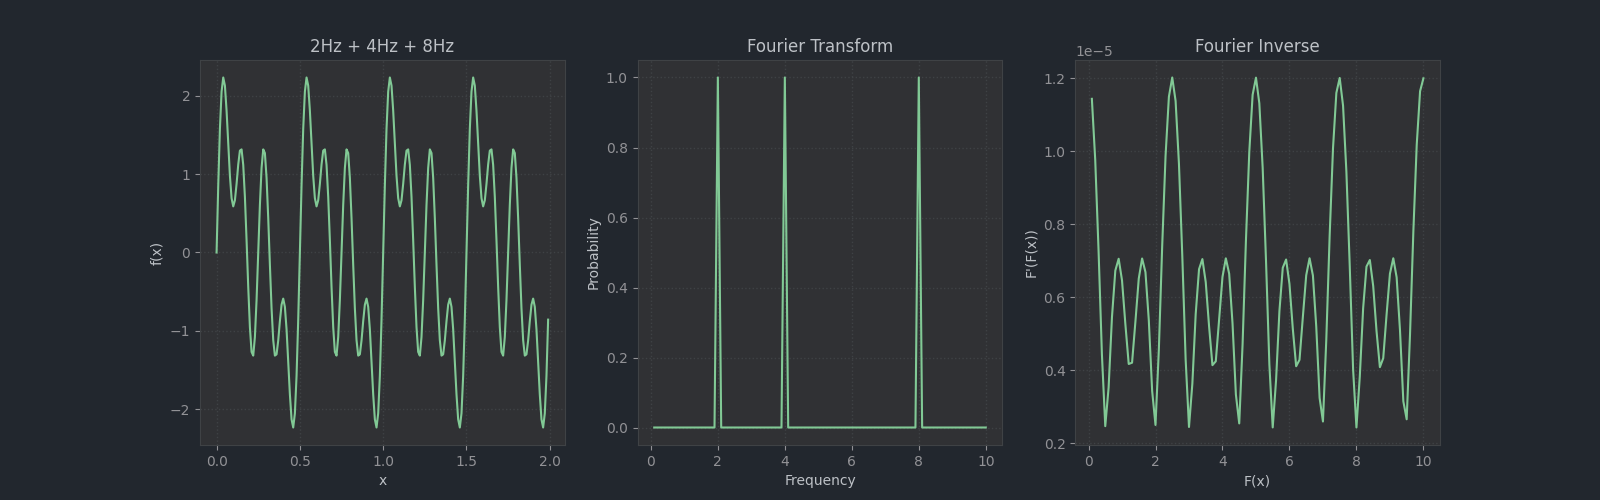 2Hz + 4Hz + 8Hz
f(x)
2
1
0
−1
−2
0.0 0.5 1.0 1.5 2.0
x
Fourier Transform
Probability
1.0
0.8
0.6
0.4
0.2
0.0
0 2 4 6 8 10
Frequency
Fourier Inverse
1e−5
F'(F(x))
1.2
1.0
0.8
0.6
0.4
0.2
0 2 4 6 8 10
F(x)